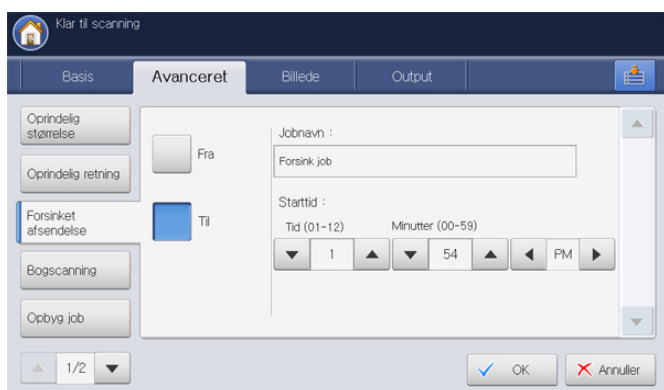 Klar til scanning
Basis
Avanceret
Billede
Output
Oprindelig
størrelse
Oprindelig retning
Forsinket
afsendelse
Bogscanning
Opbyg job
1/2
Fra
Til
Jobnavn :
Forsink job
Starttid :
Tid (01-12) Minutter (00-59)
1 54 PM
OK Annuller